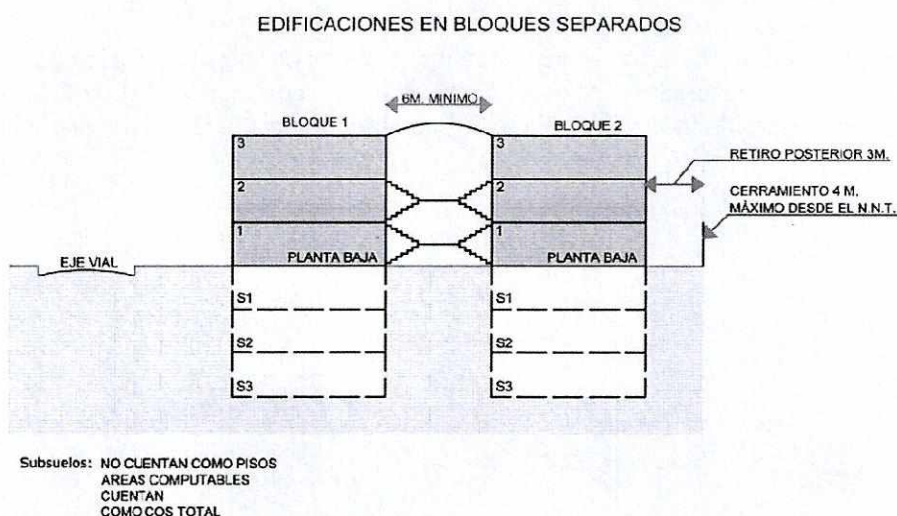 EDIFICACIONES EN BLOQUES SEPARADOS
6M. MINIMO
BLOQUE 1
BLOQUE 2
3
3
RETIRO POSTERIOR 3M.
2
2
CERRAMIENTO 4 M.
MÁXIMO DESDE EL N.N.T.
1
1
EJE VIAL
PLANTA BAJA
PLANTA BAJA
S1
S1
S2
S2
S3
S3
Subsuelos: NO CUENTAN COMO PISOS
AREAS COMPUTABLES
CUENTAN
COMO COS TOTAL